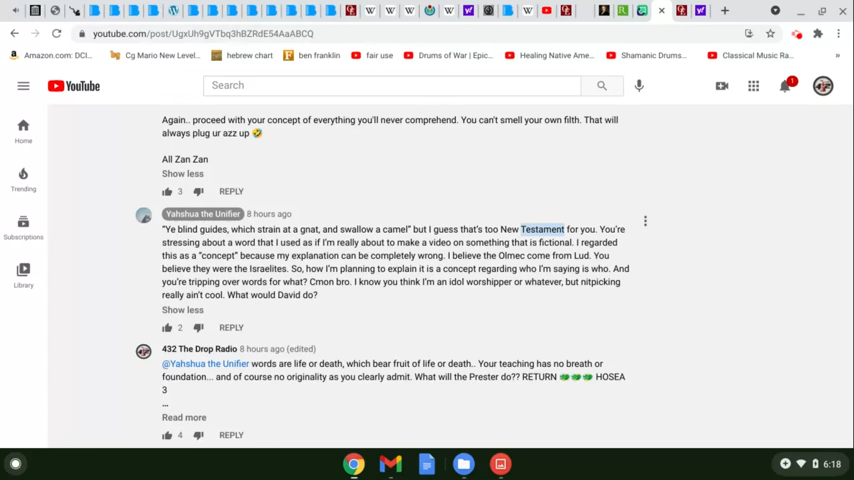 youtube.com/post/UgxUh9gVTbq3hBZRdE54AaABCQ
Amazon.com: DCI...
Cg Mario New Level...
hebrew chart
ben franklin
fair use
Drums of War | Epic...
Healing Native Ame...
Shamanic Drums...
Classical Music Ra...
»
YouTube
Search
1
Home
Trending
Subscriptions
Library
Again.. proceed with your concept of everything you'll never comprehend. You can't smell your own filth. That will
always plug ur azz up 🤣
All Zan Zan
Show less
3 REPLY
Yahshua the Unifier 8 hours ago
“Ye blind guides, which strain at a gnat, and swallow a camel” but I guess that’s too New Testament for you. You’re
stressing about a word that I used as if I’m really about to make a video on something that is fictional. I regarded
this as a “concept” because my explanation can be completely wrong. I believe the Olmec come from Lud. You
believe they were the Israelites. So, how I’m planning to explain it is a concept regarding who I’m saying is who. And
you’re tripping over words for what? Cmon bro. I know you think I’m an idol worshipper or whatever, but nitpicking
really ain’t cool. What would David do?
Show less
2 REPLY
432 The Drop Radio 8 hours ago (edited)
@Yahshua the Unifier words are life or death, which bear fruit of life or death.. Your teaching has no breath or
foundation... and of course no originality as you clearly admit. What will the Prester do?? RETURN 🐲🐲🐲 HOSEA
3
...
Read more
4 REPLY
6:18